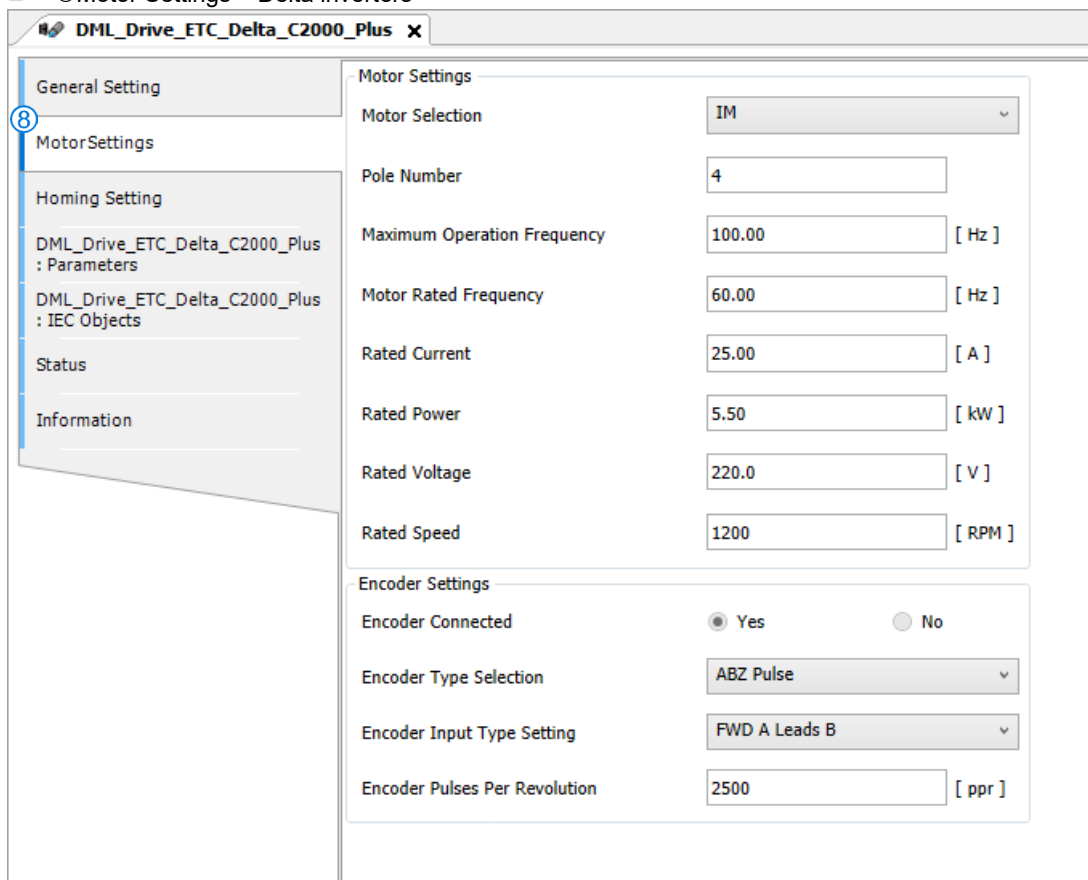 DML_Drive_ETC_Delta_C2000_Plus x
General Setting
⑧
MotorSettings
Homing Setting
DML_Drive_ETC_Delta_C2000_Plus
: Parameters
DML_Drive_ETC_Delta_C2000_Plus
: IEC Objects
Status
Information
Motor Settings
Motor Selection IM
Pole Number 4
Maximum Operation Frequency 100.00 [ Hz ]
Motor Rated Frequency 60.00 [ Hz ]
Rated Current 25.00 [ A ]
Rated Power 5.50 [ kW ]
Rated Voltage 220.0 [ V ]
Rated Speed 1200 [ RPM ]
Encoder Settings
Encoder Connected Yes No
Encoder Type Selection ABZ Pulse
Encoder Input Type Setting FWD A Leads B
Encoder Pulses Per Revolution 2500 [ ppr ]